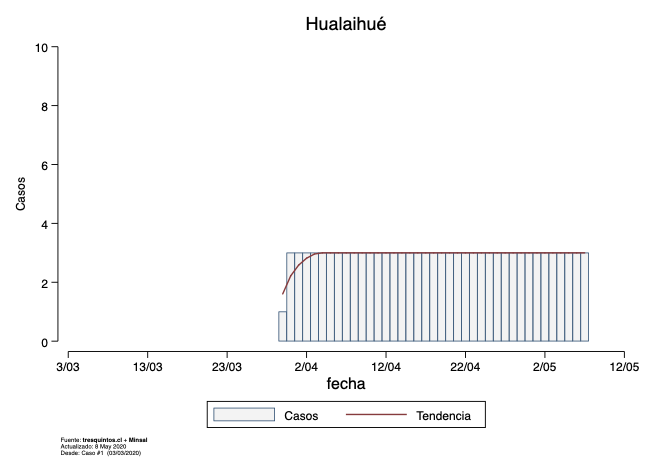 Hualaihué
10
8
6
4
2
0
Casos
3/03 13/03 23/03 2/04 12/04 22/04 2/05 12/05
fecha
Casos Tendencia
Fuente: tresquintos.cl + Minsal
Actualizado: 8 May 2020
Desde: Caso #1 (03/03/2020)